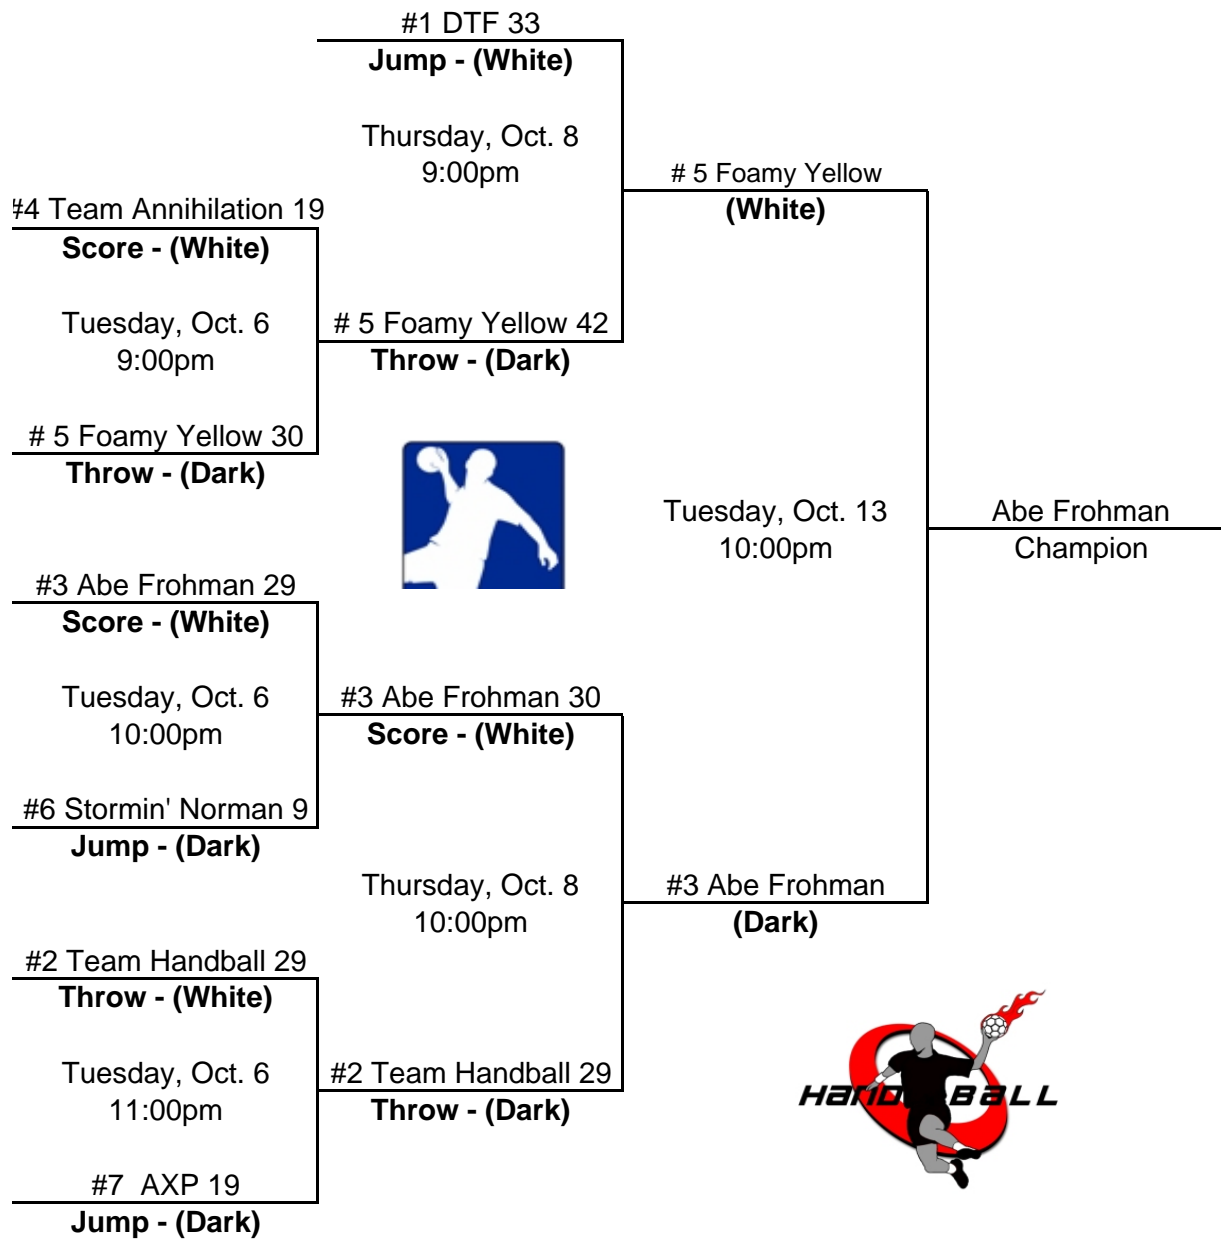 #1 DTF 33
Jump - (White)
Thursday, Oct. 8
9:00pm
# 5 Foamy Yellow
(White)
#4 Team Annihilation 19
Score - (White)
Tuesday, Oct. 6
9:00pm
# 5 Foamy Yellow 42
Throw - (Dark)
# 5 Foamy Yellow 30
Throw - (Dark)
Tuesday, Oct. 13
10:00pm
Abe Frohman
Champion
#3 Abe Frohman 29
Score - (White)
Tuesday, Oct. 6
10:00pm
#3 Abe Frohman 30
Score - (White)
#6 Stormin' Norman 9
Jump - (Dark)
Thursday, Oct. 8
10:00pm
#3 Abe Frohman
(Dark)
#2 Team Handball 29
Throw - (White)
Tuesday, Oct. 6
11:00pm
#2 Team Handball 29
Throw - (Dark)
HANDBALL
#7  AXP 19
Jump - (Dark)